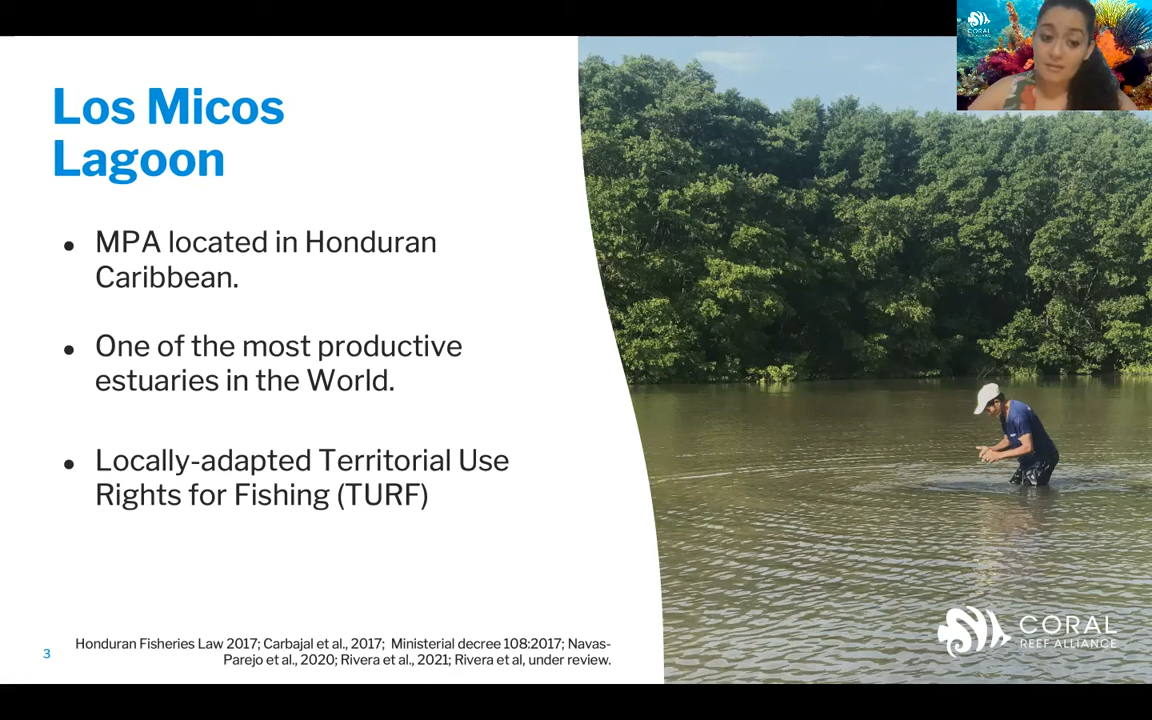 Los Micos
Lagoon
• MPA located in Honduran
Caribbean.
• One of the most productive
estuaries in the World.
• Locally-adapted Territorial Use
Rights for Fishing (TURF)
Honduran Fisheries Law 2017; Carbajal et al., 2017; Ministerial decree 108:2017; Navas-
Parejo et al., 2020; Rivera et al., 2021; Rivera et al, under review.
3
CORAL
REEF ALLIANCE